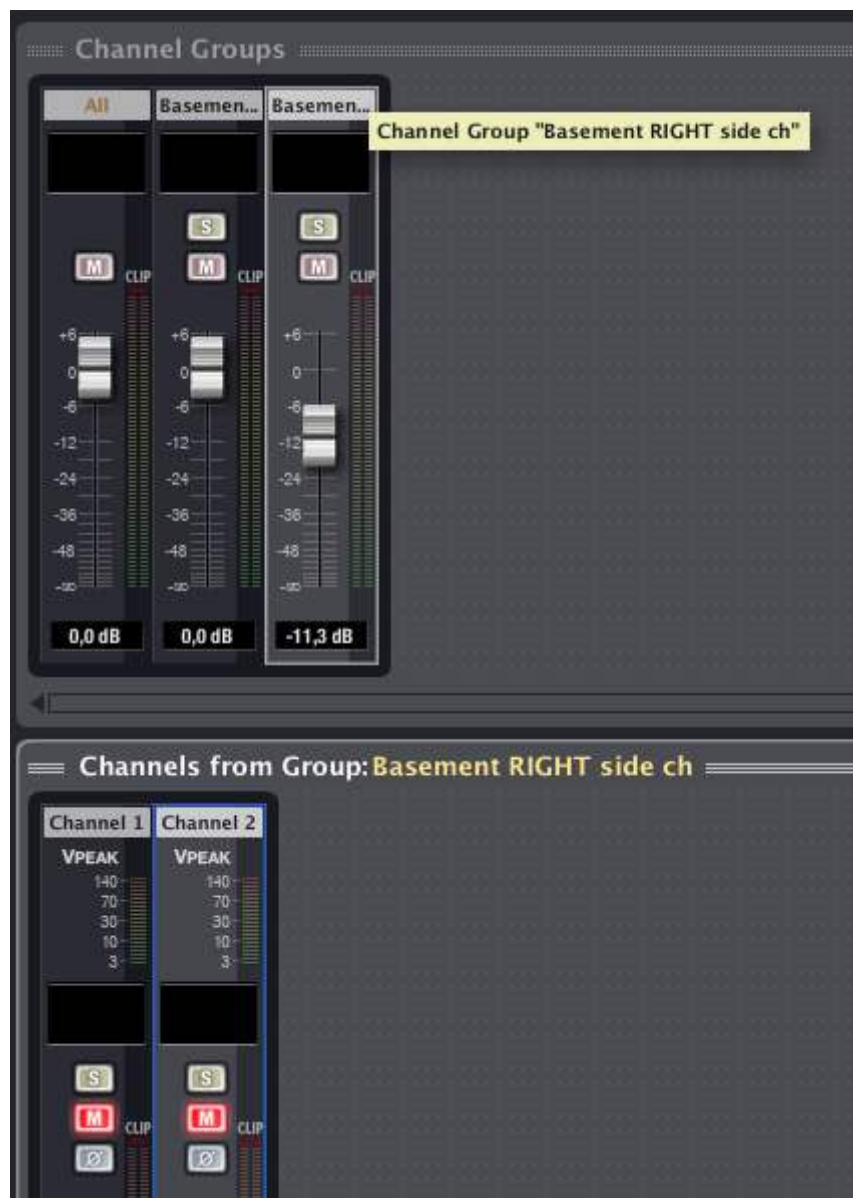 Channel Groups
All Basemen... Basemen...
Channel Group "Basement RIGHT side ch"
S S
M CLIP M CLIP M CLIP
+6 +6 +6
0 0 0
-6 -6 -6
-12 -12 -12
-24 -24 -24
-36 -36 -36
-48 -48 -48
-∞ -∞ -∞
0,0 dB 0,0 dB -11,3 dB
Channels from Group: Basement RIGHT side ch
Channel 1 Channel 2
VPEAK VPEAK
140 140
70 70
30 30
10 10
3 3
S S
M CLIP M CLIP
Ø Ø